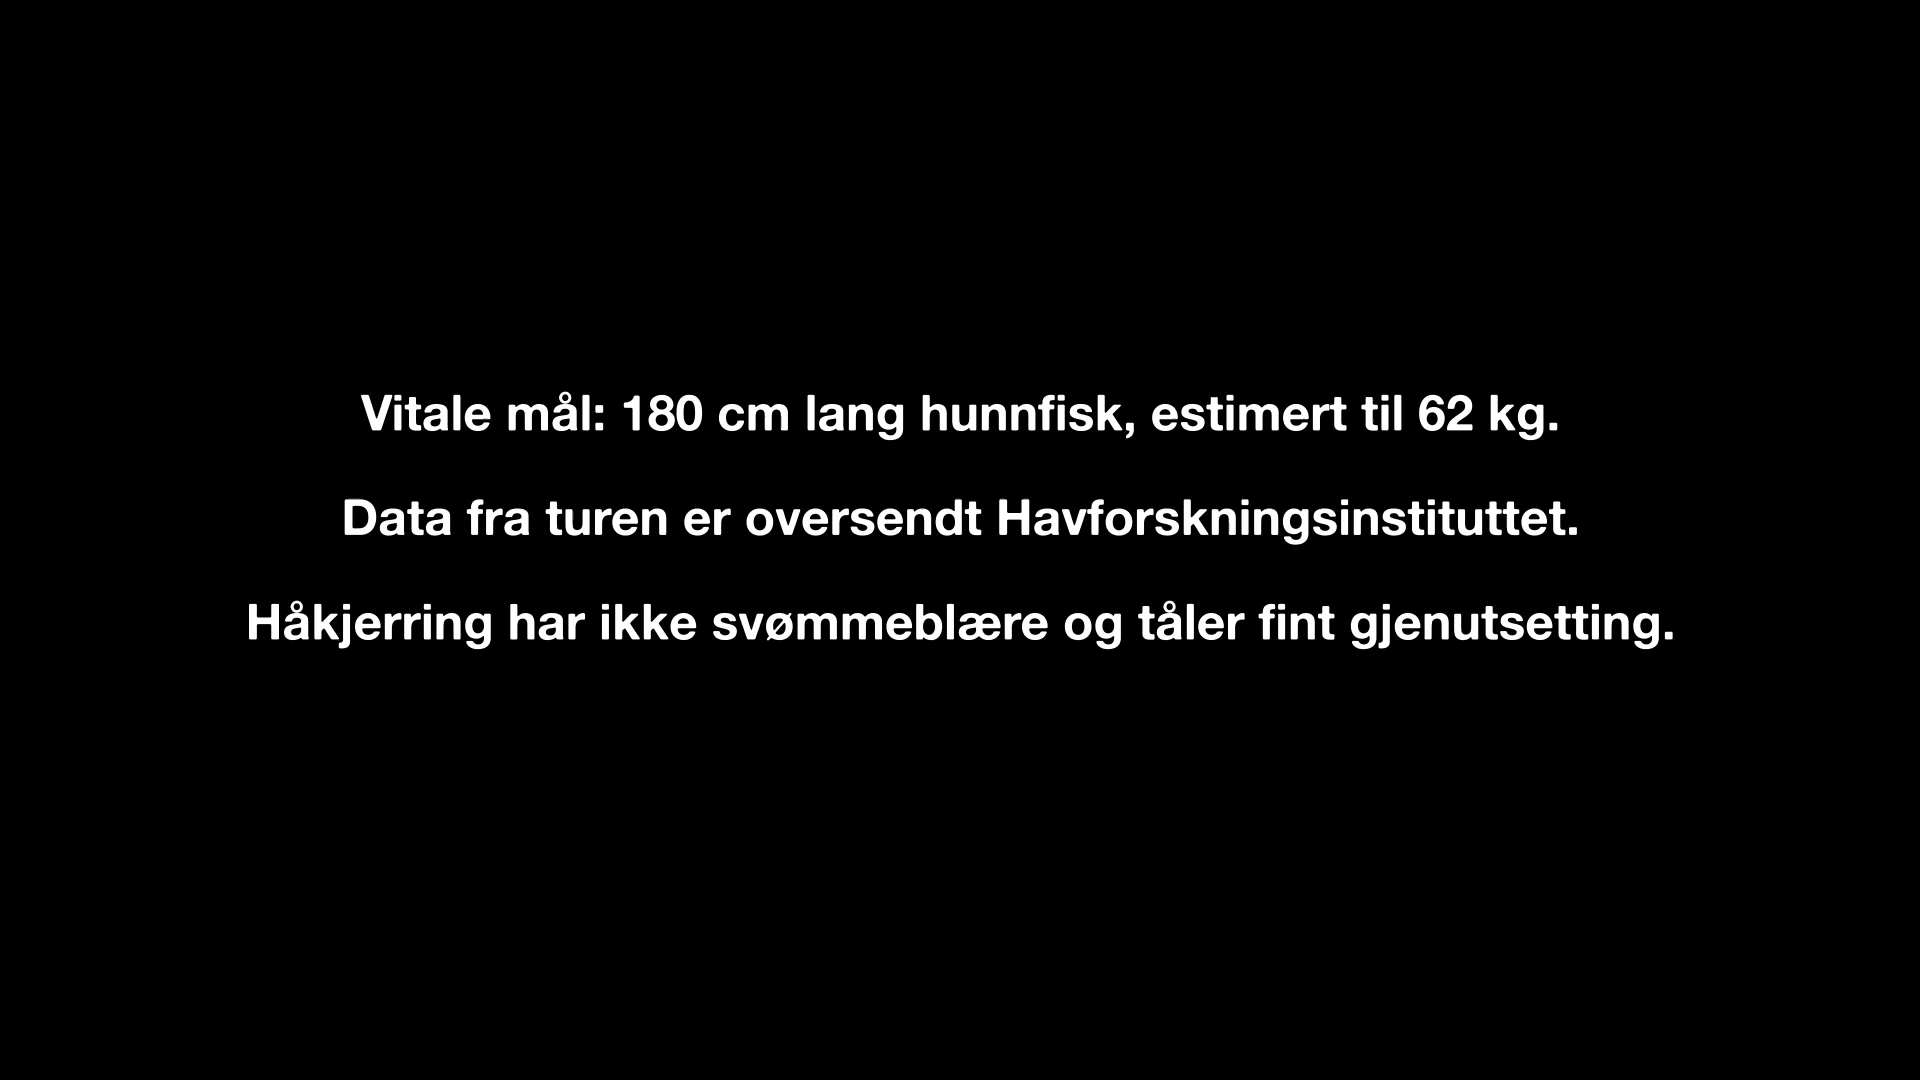 Vitale mål: 180 cm lang hunnfisk, estimert til 62 kg.
Data fra turen er oversendt Havforskningsinstituttet.
Håkjerring har ikke svømmeblære og tåler fint gjenutsetting.